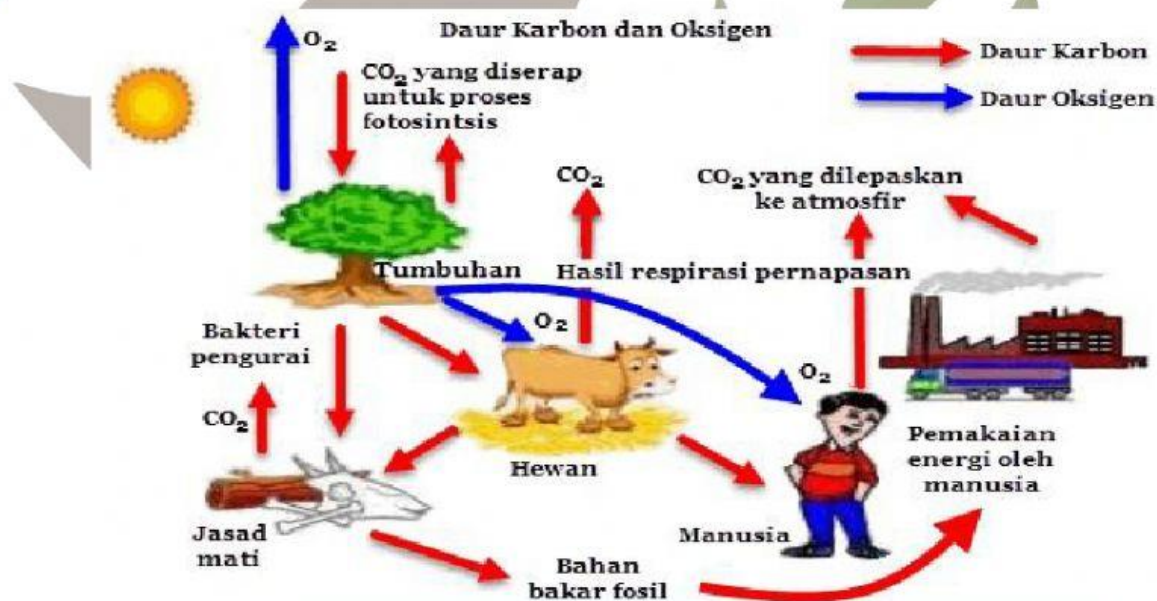 Daur Karbon dan Oksigen
O₂
Daur Karbon
Daur Oksigen
CO₂ yang diserap
untuk proses
fotosintsis
CO₂
CO₂ yang dilepaskan
ke atmosfir
Tumbuhan
Hasil respirasi pernapasan
O₂
Bakteri
pengurai
O₂
CO₂
Hewan
Pemakaian
energi oleh
manusia
Jasad
mati
Manusia
Bahan
bakar fosil